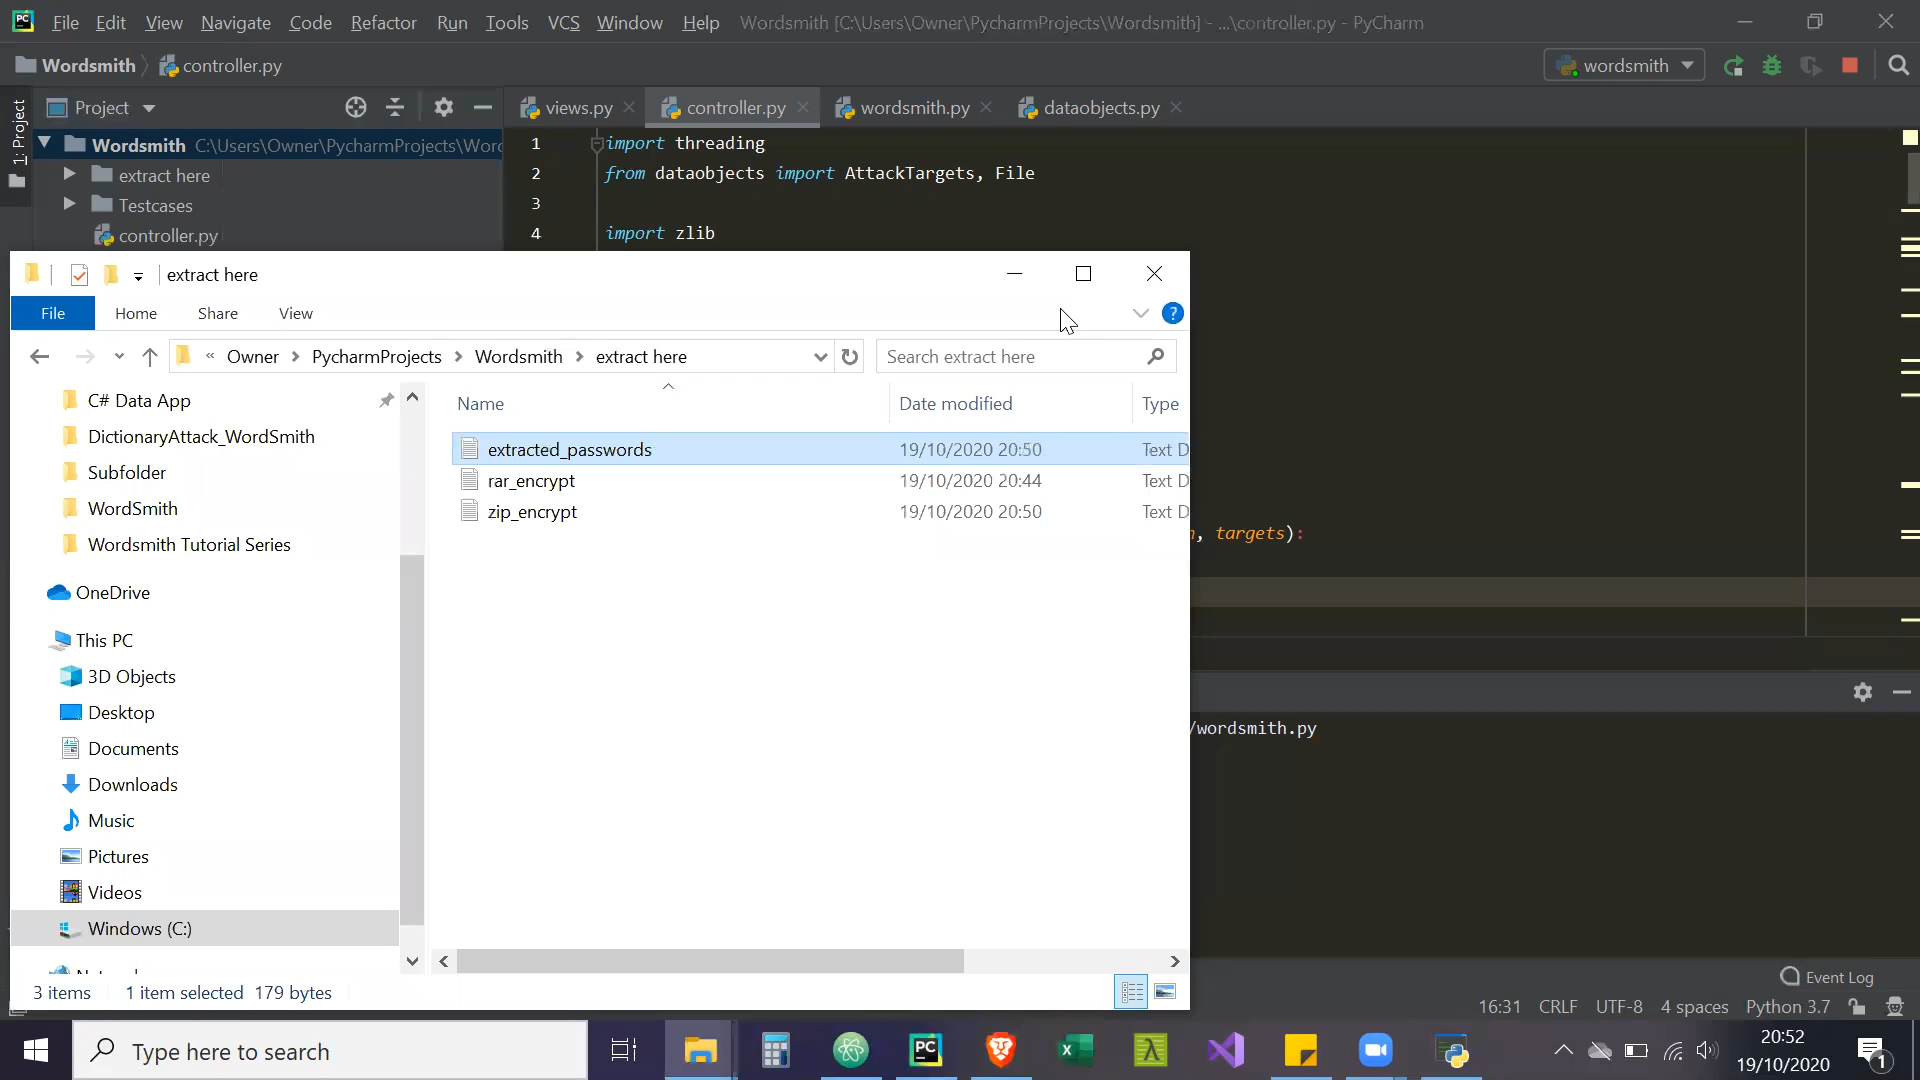 File Edit View Navigate Code Refactor Run Tools VCS Window Help Wordsmith [C:\Users\Owner\PycharmProjects\Wordsmith] - ...\controller.py - PyCharm
Wordsmith controller.py wordsmith
1: Project
Project views.py controller.py wordsmith.py dataobjects.py
Wordsmith C:\Users\Owner\PycharmProjects\Word
extract here
Testcases
controller.py
1 import threading
2 from dataobjects import AttackTargets, File
3
4 import zlib
extract here
File Home Share View
« Owner > PycharmProjects > Wordsmith > extract here Search extract here
C# Data App
DictionaryAttack_WordSmith
Subfolder
WordSmith
Wordsmith Tutorial Series
OneDrive
This PC
3D Objects
Desktop
Documents
Downloads
Music
Pictures
Videos
Windows (C:)
Name Date modified Type
extracted_passwords 19/10/2020 20:50 Text D
rar_encrypt 19/10/2020 20:44 Text D
zip_encrypt 19/10/2020 20:50 Text D
3 items 1 item selected 179 bytes
, targets):
/wordsmith.py
Event Log
16:31 CRLF UTF-8 4 spaces Python 3.7
Type here to search
20:52
19/10/2020
1